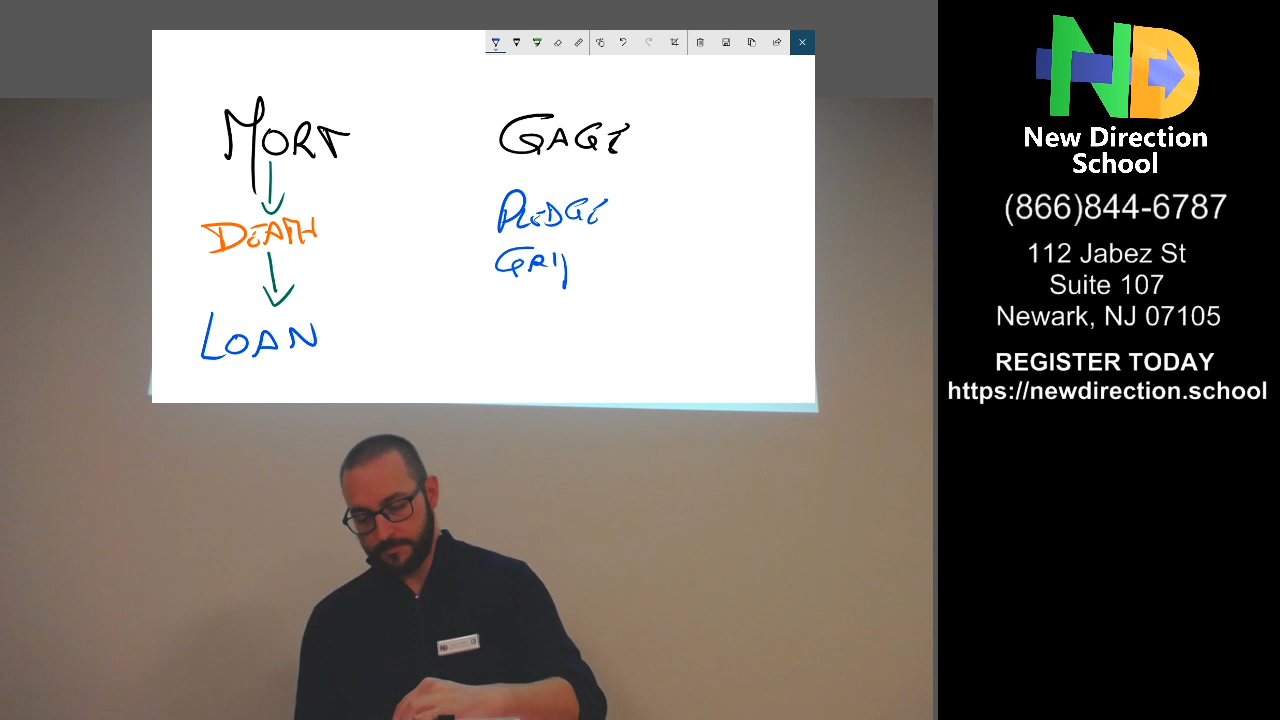 MORT
GAGE
DEATH
LOAN
PLEDGE
GRIP
New Direction
School
(866)844-6787
112 Jabez St
Suite 107
Newark, NJ 07105
REGISTER TODAY
https://newdirection.school